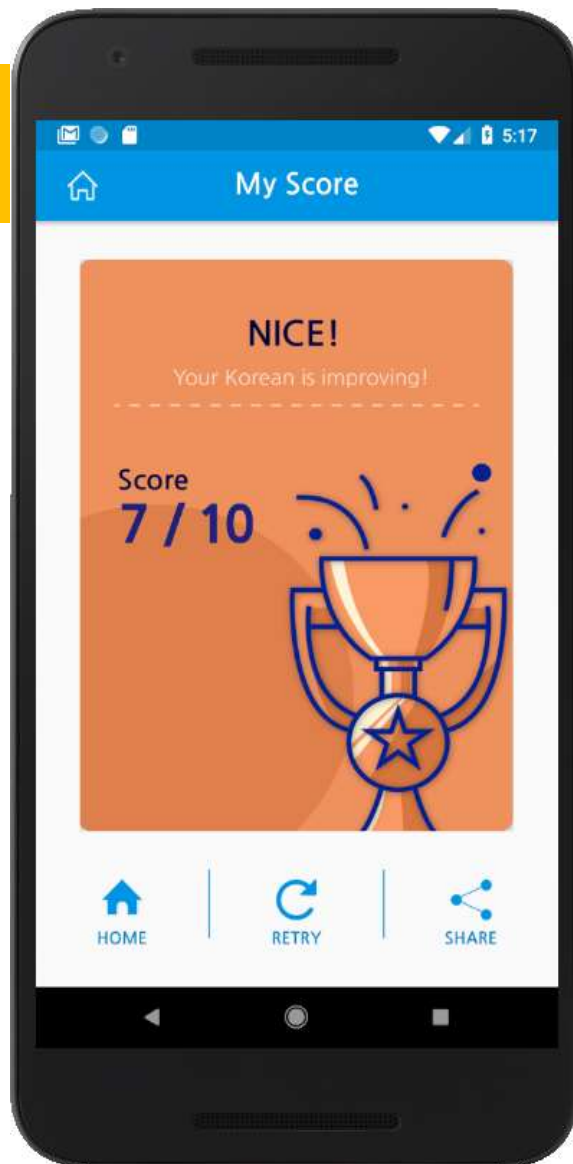 5:17
My Score
NICE!
Your Korean is improving!
Score
7 / 10
HOME
RETRY
SHARE